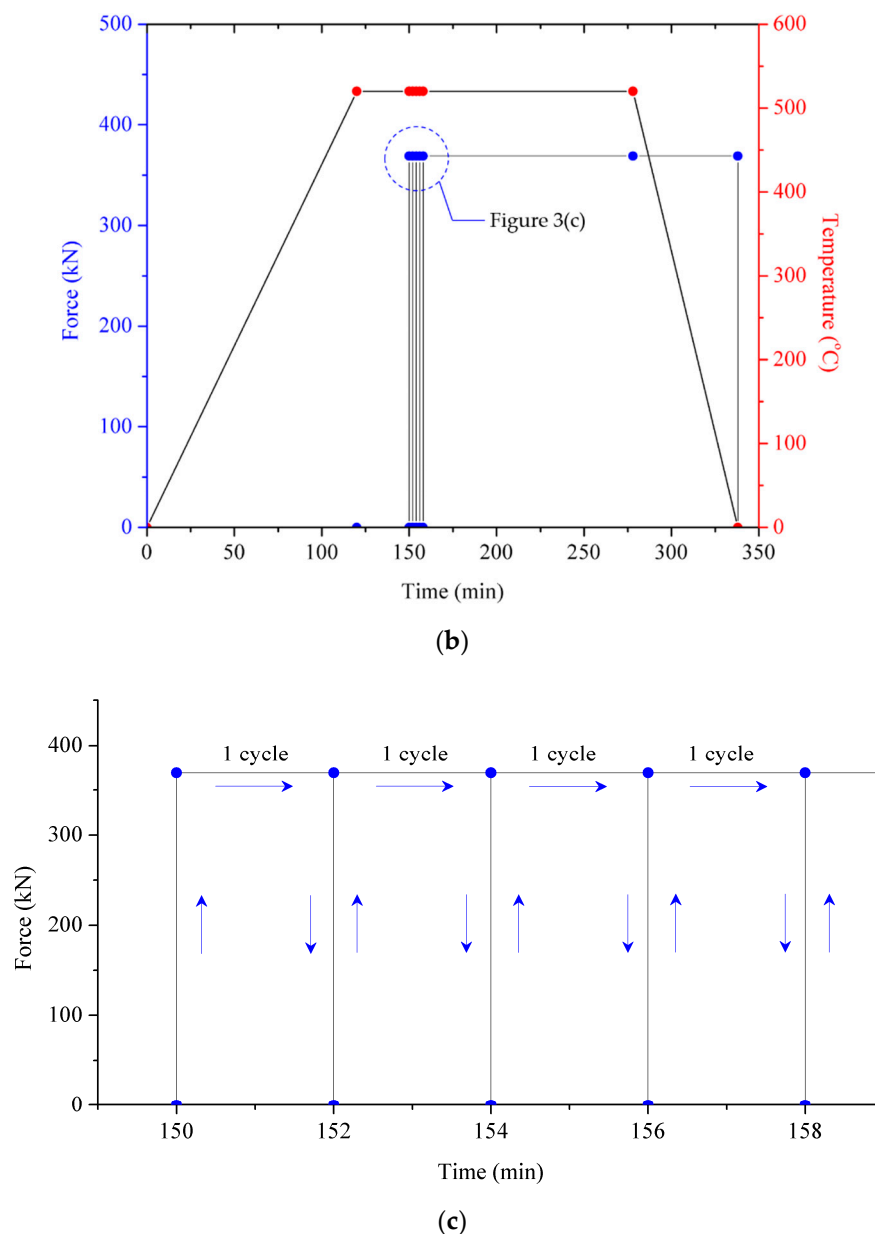 500
400
300
200
100
0
Force (kN)
600
500
400
300
200
100
0
Temperature (°C)
Figure 3(c)
0 50 100 150 200 250 300 350
Time (min)
(b)
400
300
200
100
0
Force (kN)
1 cycle 1 cycle 1 cycle 1 cycle
150 152 154 156 158
Time (min)
(c)